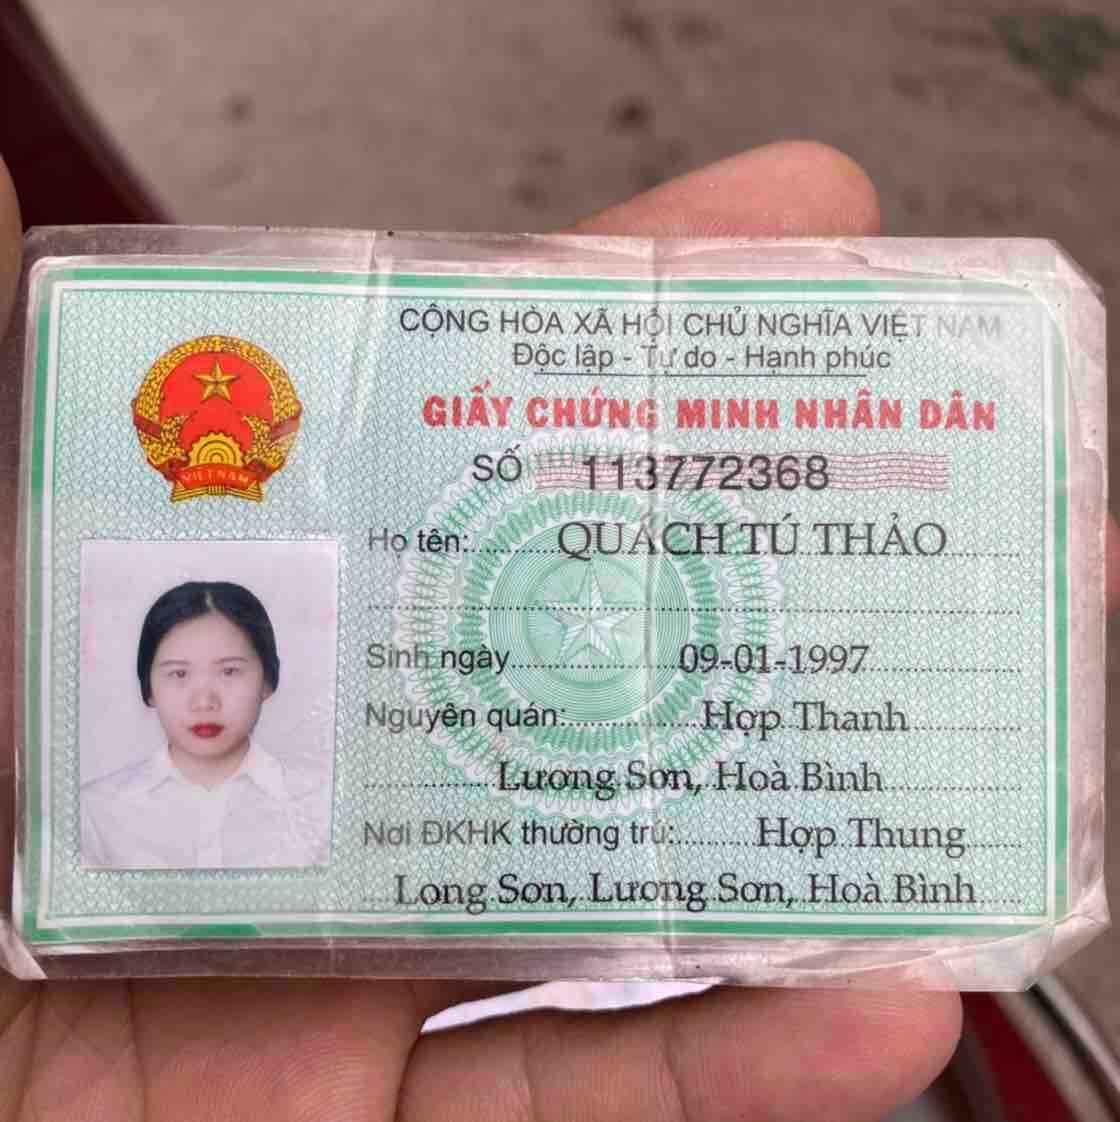 CỘNG HÒA XÃ HỘI CHỦ NGHĨA VIỆT NAM
Độc lập - Tự do - Hạnh phúc
GIẤY CHỨNG MINH NHÂN DÂN
VIET NAM
SỐ 113772368
Họ tên: QUÁCH TÚ THẢO
Sinh ngày 09-01-1997
Nguyên quán: Hợp Thanh
Lương Sơn, Hoà Bình
Nơi ĐKHK thường trú: Hợp Thung
Long Sơn, Lương Sơn, Hoà Bình